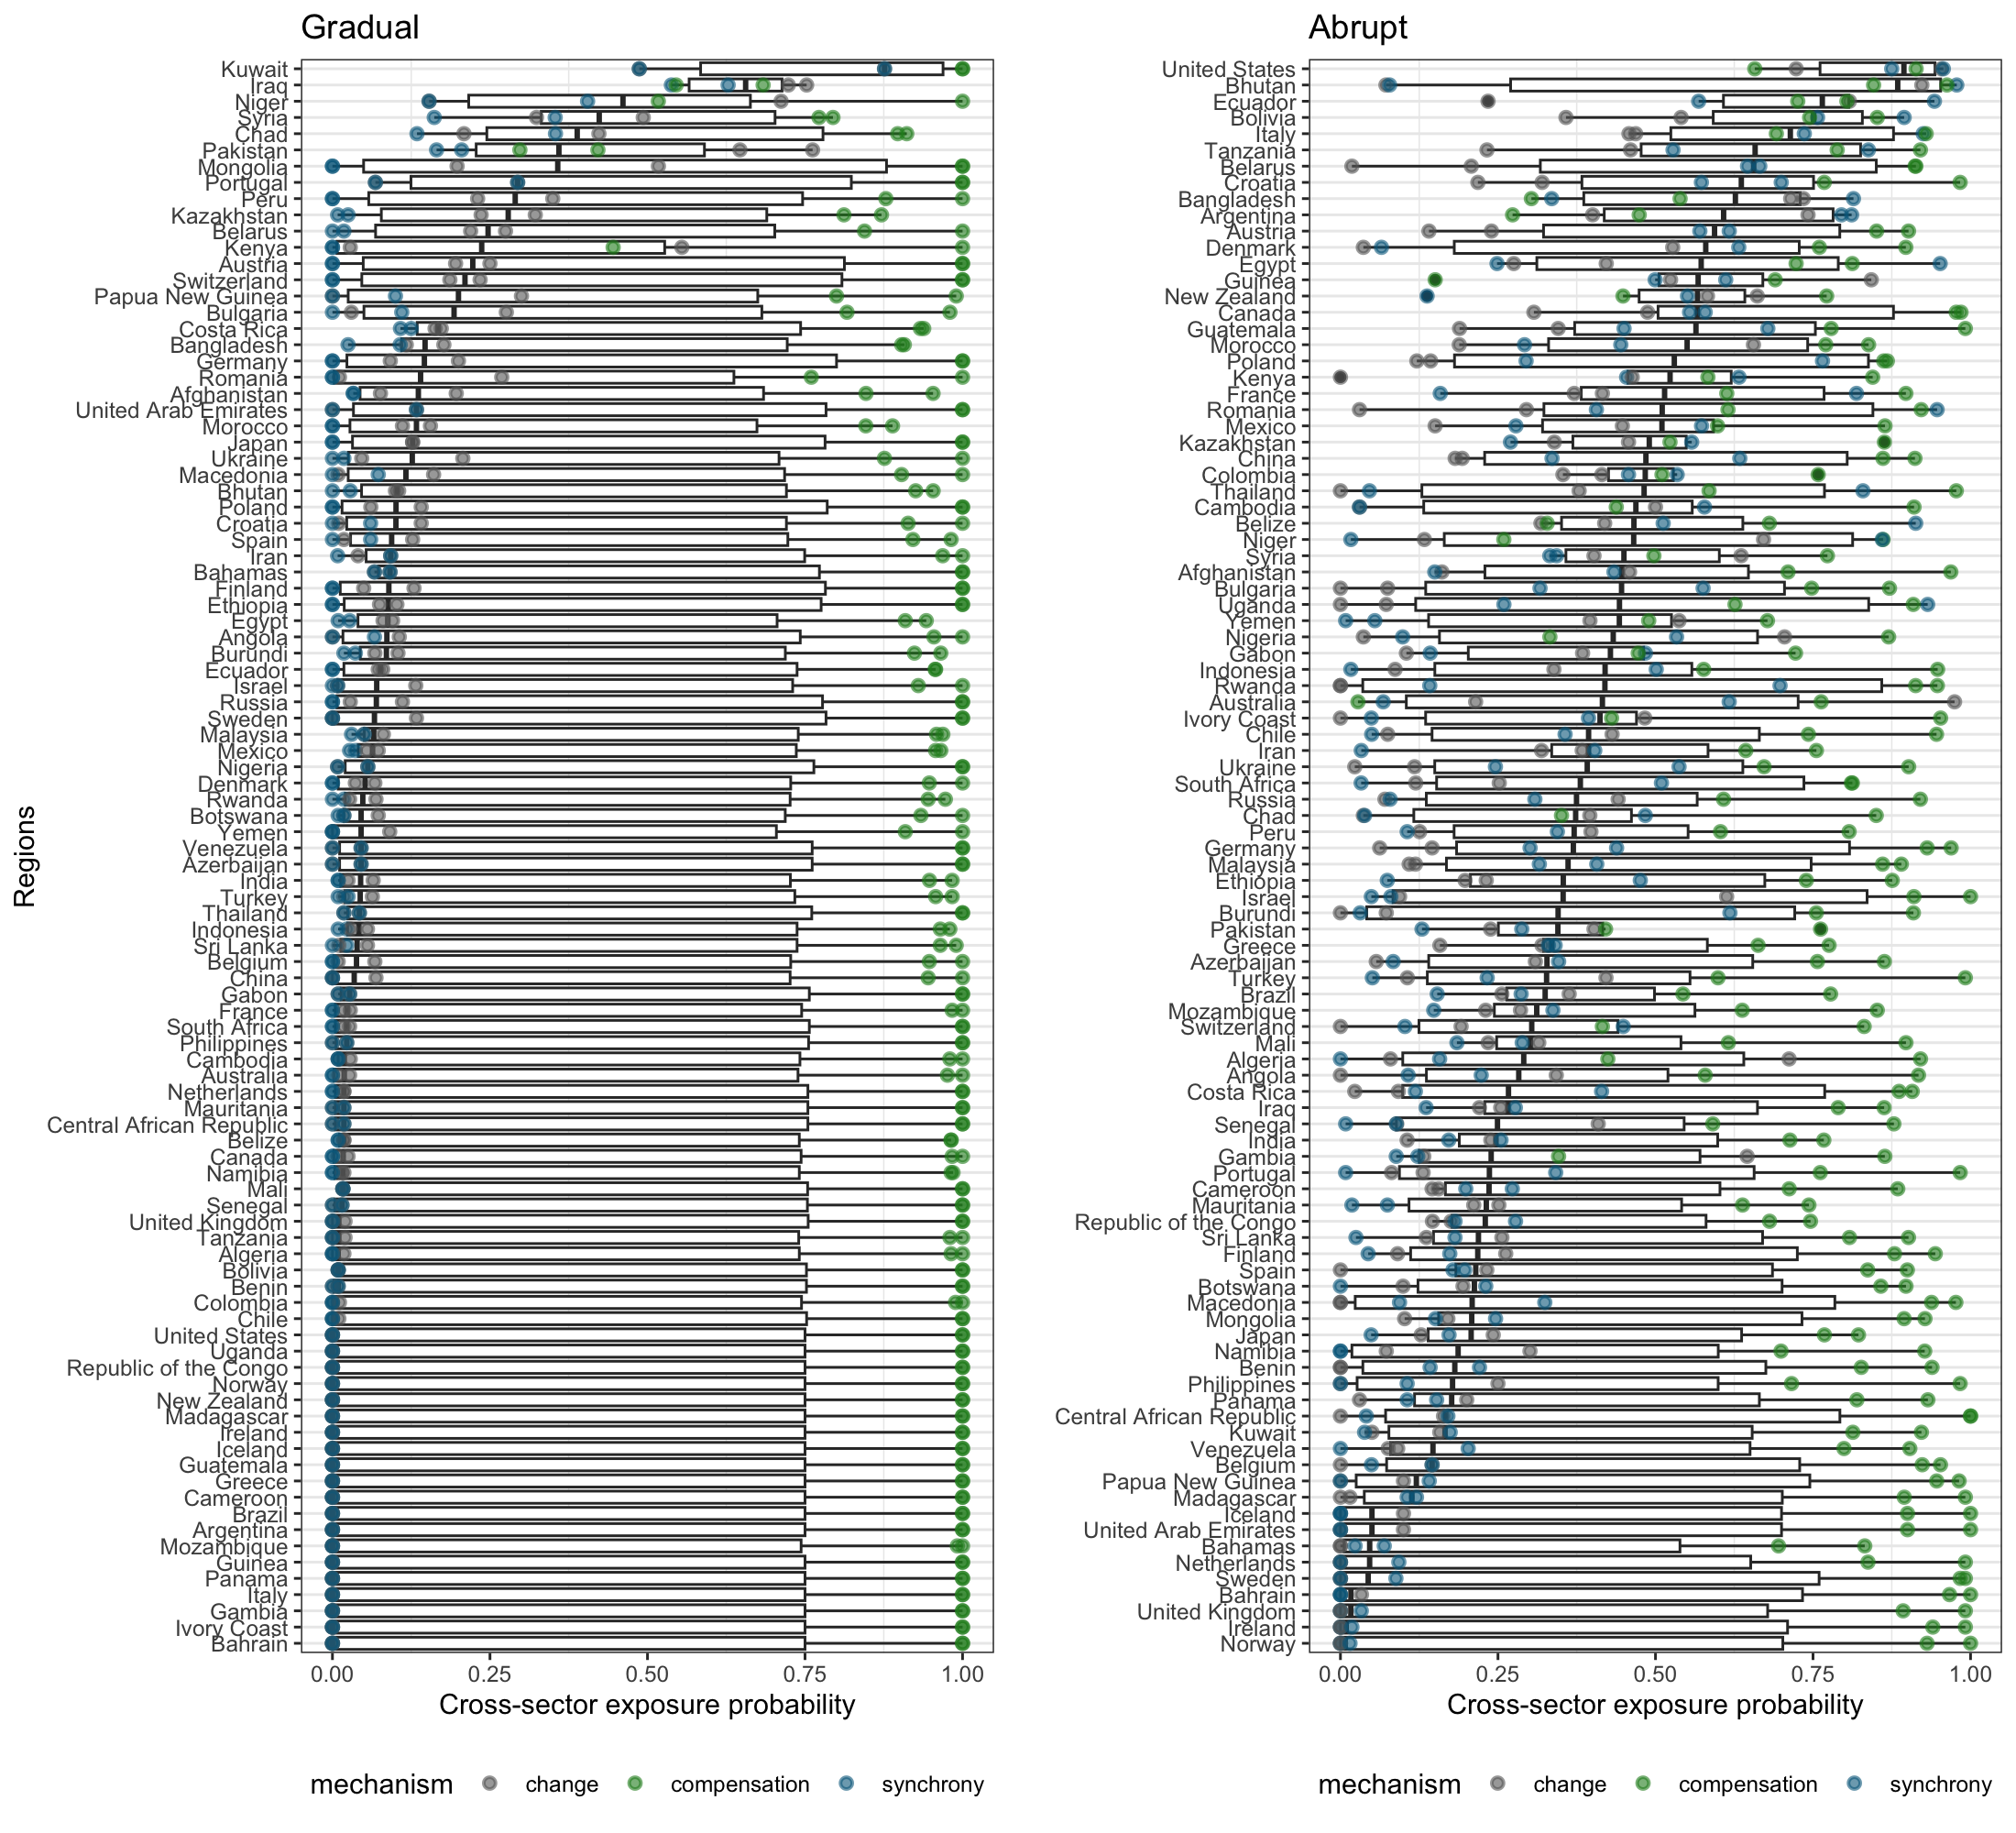 Gradual
Kuwait
Iraq
Niger
Syria
Chad
Pakistan
Mongolia
Portugal
Peru
Kazakhstan
Belarus
Kenya
Austria
Switzerland
Papua New Guinea
Bulgaria
Costa Rica
Bangladesh
Germany
Romania
Afghanistan
United Arab Emirates
Morocco
Japan
Ukraine
Macedonia
Bhutan
Poland
Croatia
Spain
Iran
Bahamas
Finland
Ethiopia
Egypt
Angola
Burundi
Ecuador
Israel
Russia
Sweden
Malaysia
Mexico
Nigeria
Denmark
Rwanda
Botswana
Yemen
Venezuela
Azerbaijan
India
Turkey
Thailand
Indonesia
Sri Lanka
Belgium
China
Gabon
France
South Africa
Philippines
Cambodia
Australia
Netherlands
Mauritania
Central African Republic
Belize
Canada
Namibia
Mali
Senegal
United Kingdom
Tanzania
Algeria
Bolivia
Benin
Colombia
Chile
United States
Uganda
Republic of the Congo
Norway
New Zealand
Madagascar
Ireland
Iceland
Guatemala
Greece
Cameroon
Brazil
Argentina
Mozambique
Guinea
Panama
Italy
Gambia
Ivory Coast
Bahrain
Regions
0.00 0.25 0.50 0.75 1.00
Cross-sector exposure probability
mechanism change compensation synchrony
Abrupt
United States
Bhutan
Ecuador
Bolivia
Italy
Tanzania
Belarus
Croatia
Bangladesh
Argentina
Austria
Denmark
Egypt
Guinea
New Zealand
Canada
Guatemala
Morocco
Poland
Kenya
France
Romania
Mexico
Kazakhstan
China
Colombia
Thailand
Cambodia
Belize
Niger
Syria
Afghanistan
Bulgaria
Uganda
Yemen
Nigeria
Gabon
Indonesia
Rwanda
Australia
Ivory Coast
Chile
Iran
Ukraine
South Africa
Russia
Chad
Peru
Germany
Malaysia
Ethiopia
Israel
Burundi
Pakistan
Greece
Azerbaijan
Turkey
Brazil
Mozambique
Switzerland
Mali
Algeria
Angola
Costa Rica
Iraq
Senegal
India
Gambia
Portugal
Cameroon
Mauritania
Republic of the Congo
Sri Lanka
Finland
Spain
Botswana
Macedonia
Mongolia
Japan
Namibia
Benin
Philippines
Panama
Central African Republic
Kuwait
Venezuela
Belgium
Papua New Guinea
Madagascar
Iceland
United Arab Emirates
Bahamas
Netherlands
Sweden
Bahrain
United Kingdom
Ireland
Norway
0.00 0.25 0.50 0.75 1.00
Cross-sector exposure probability
mechanism change compensation synchrony